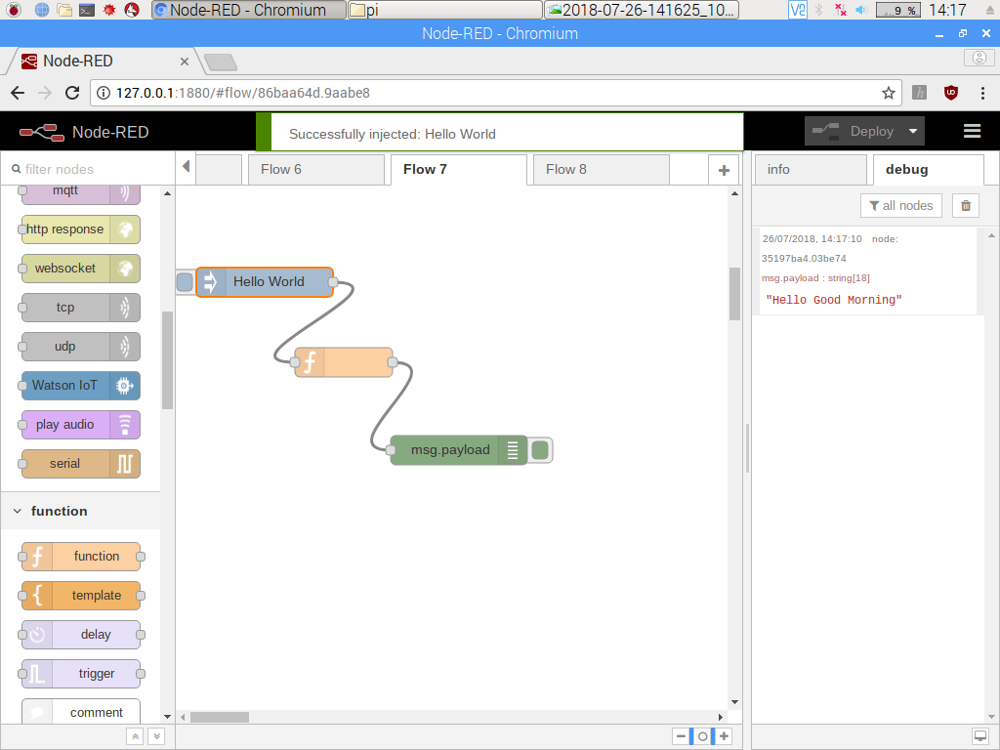 Node-RED - Chromium
pi
2018-07-26-141625_10...
9 %
14:17
Node-RED - Chromium
Node-RED
127.0.0.1:1880/#flow/86baa64d.9aabe8
Node-RED
Successfully injected: Hello World
Deploy
filter nodes
Flow 6
Flow 7
Flow 8
info
debug
all nodes
mqtt
http response
websocket
tcp
udp
Watson IoT
play audio
serial
function
function
template
delay
trigger
comment
Hello World
msg.payload
26/07/2018, 14:17:10 node:
35197ba4.03be74
msg.payload : string[18]
"Hello Good Morning"